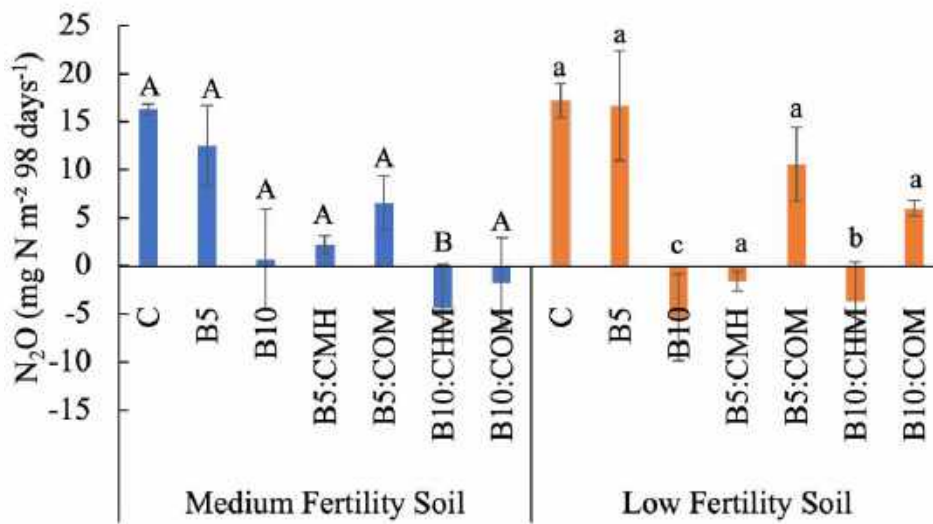 N₂O (mg N m⁻² 98 days⁻¹)
25
20
15
10
5
0
-5
-10
-15
A
A
A
A
A
B
A
a
a
c
a
a
b
a
C
B5
B10
B5:CMH
B5:COM
B10:CHM
B10:COM
C
B5
B10
B5:CMH
B5:COM
B10:CHM
B10:COM
Medium Fertility Soil
Low Fertility Soil